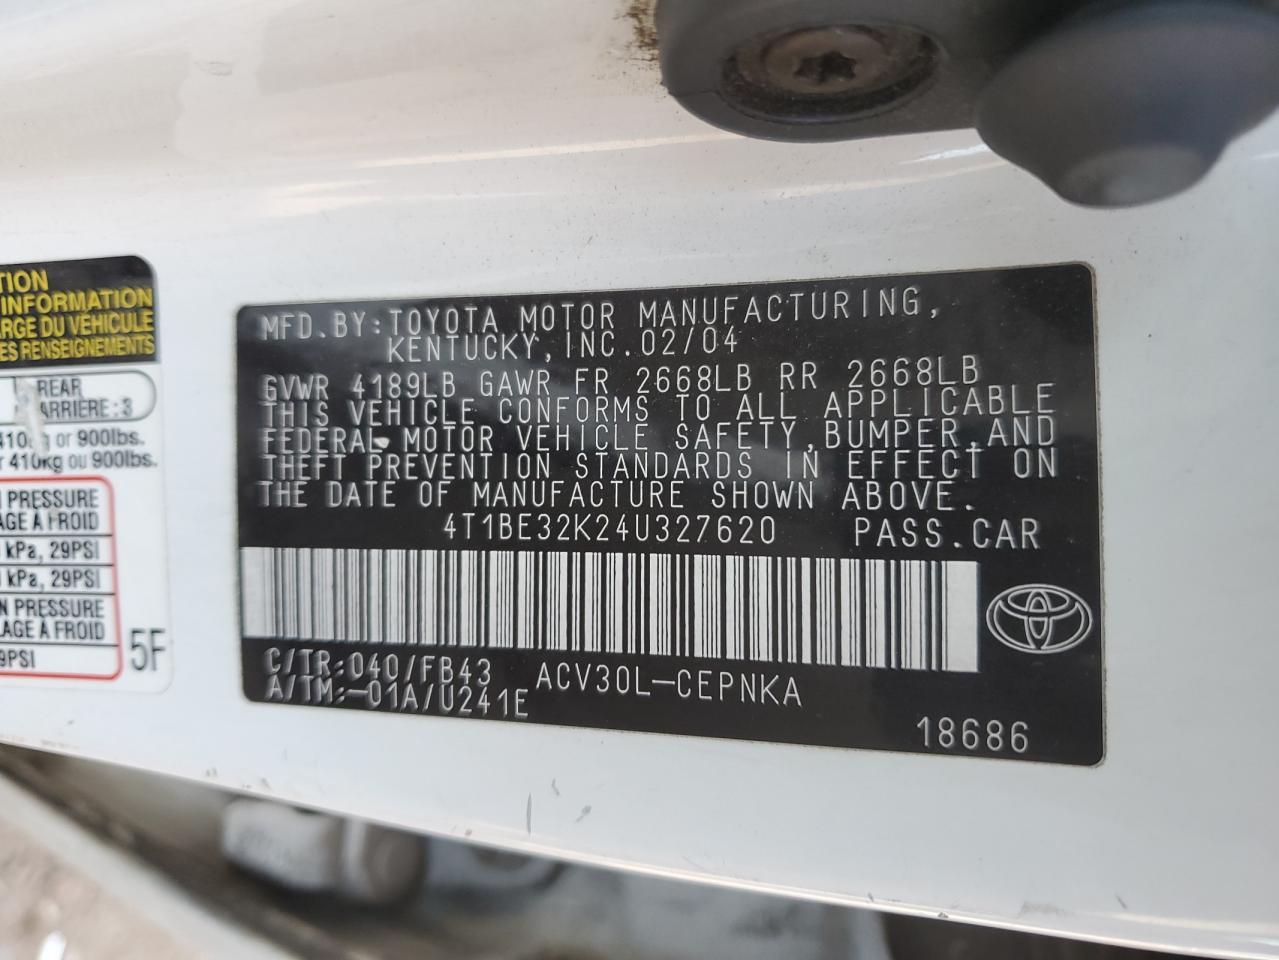 TION
INFORMATION
ARGE DU VÉHICULE
ES RENSEIGNEMENTS
REAR
ARRIÈRE : 3
or 900lbs.
410kg ou 900lbs.
PRESSURE
AGE À FROID
kPa, 29PSI
kPa, 29PSI
N PRESSURE
LAGE À FROID
9PSI
5F
MFD. BY: TOYOTA MOTOR MANUFACTURING,
KENTUCKY, INC. 02/04
GVWR 4189LB GAWR FR 2668LB RR 2668LB
THIS VEHICLE CONFORMS TO ALL APPLICABLE
FEDERAL MOTOR VEHICLE SAFETY, BUMPER, AND
THEFT PREVENTION STANDARDS IN EFFECT ON
THE DATE OF MANUFACTURE SHOWN ABOVE.
4T1BE32K24U327620 PASS. CAR
C/TR: 040/FB43 ACV30L-CEPNKA
A/TM: -01A/U241E
18686